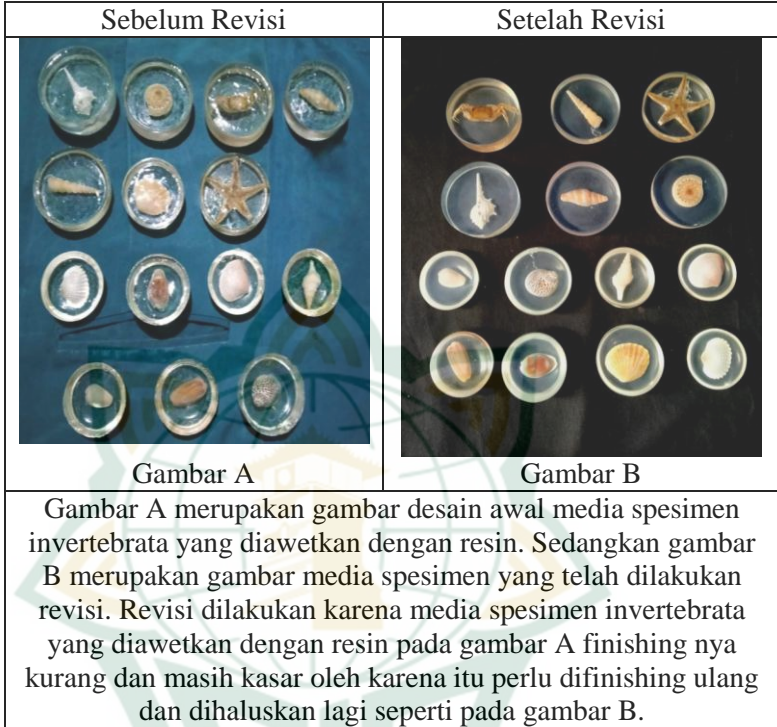 Sebelum Revisi
Setelah Revisi
Gambar A
Gambar B
Gambar A merupakan gambar desain awal media spesimen
invertebrata yang diawetkan dengan resin. Sedangkan gambar
B merupakan gambar media spesimen yang telah dilakukan
revisi. Revisi dilakukan karena media spesimen invertebrata
yang diawetkan dengan resin pada gambar A finishing nya
kurang dan masih kasar oleh karena itu perlu difinishing ulang
dan dihaluskan lagi seperti pada gambar B.